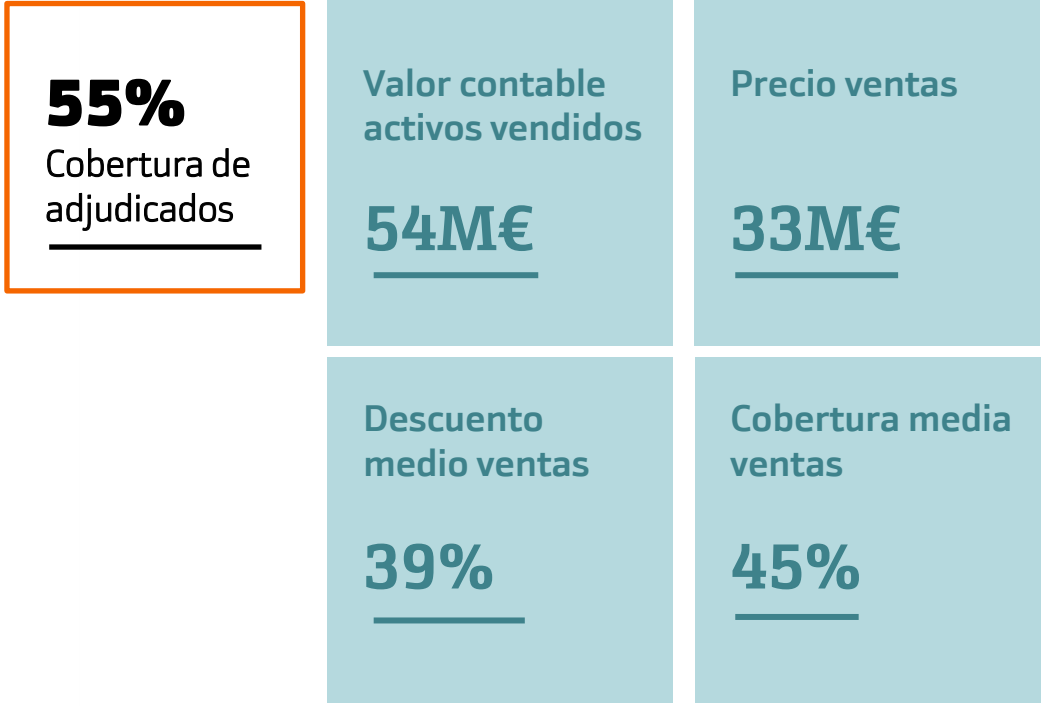 55%
Cobertura de
adjudicados
Valor contable
activos vendidos
54M€
Precio ventas
33M€
Descuento
medio ventas
39%
Cobertura media
ventas
45%